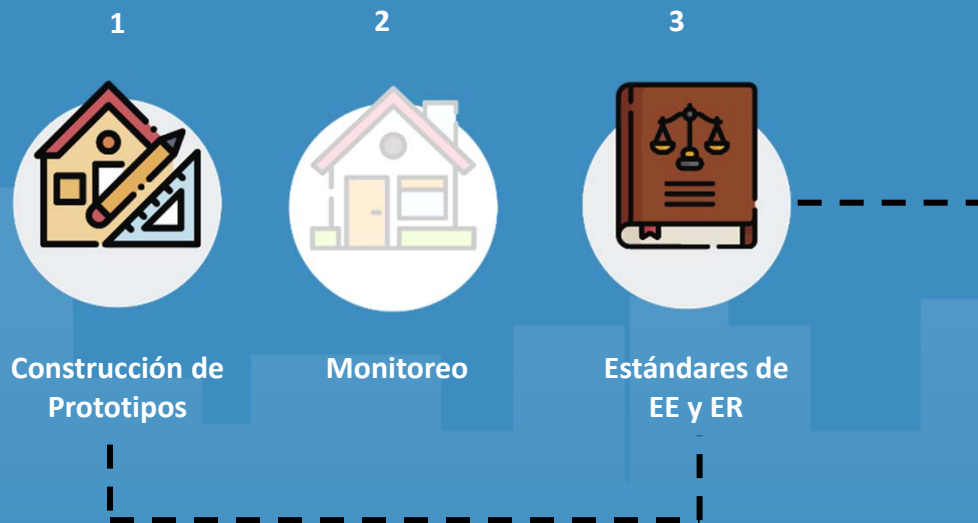 1
2
3
Construcción de
Prototipos
Monitoreo
Estándares de
EE y ER